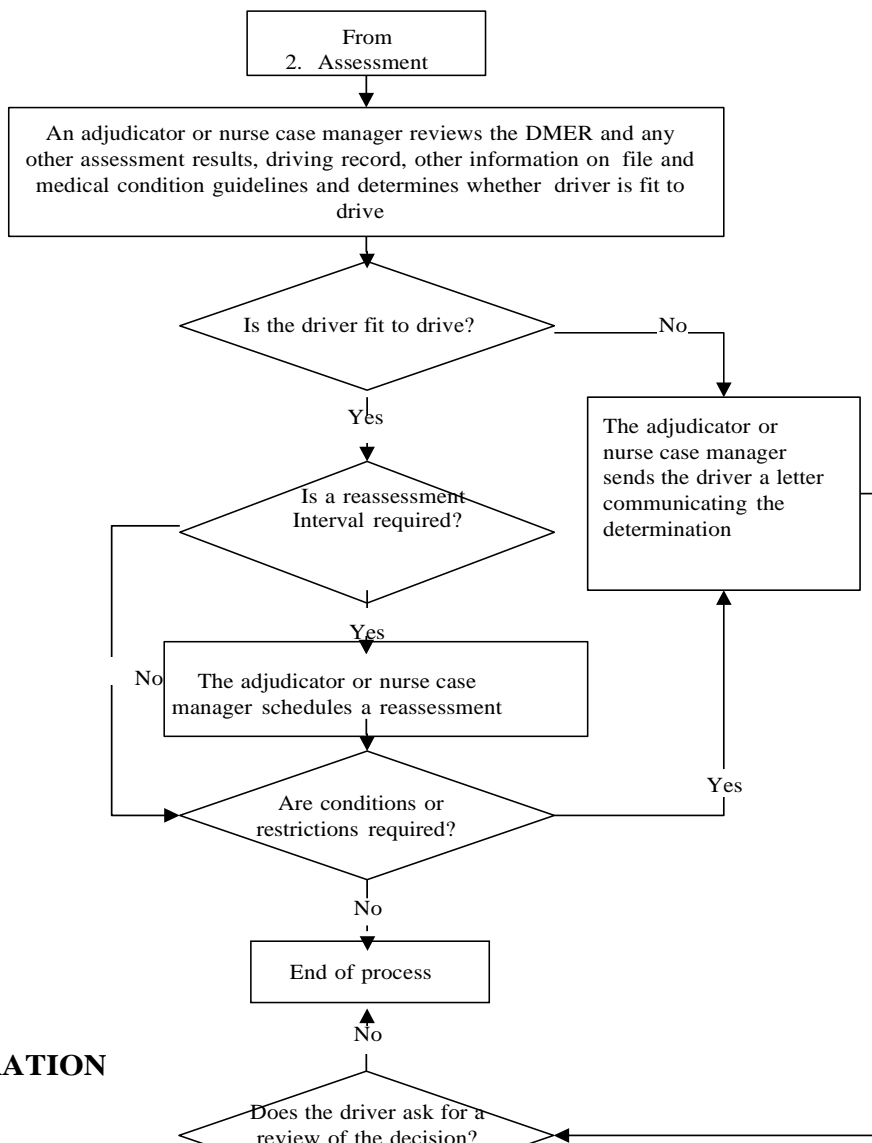 From
2. Assessment
An adjudicator or nurse case manager reviews the DMER and any
other assessment results, driving record, other information on file and
medical condition guidelines and determines whether driver is fit to
drive
Is the driver fit to drive?
No
Yes
The adjudicator or
nurse case manager
sends the driver a letter
communicating the
determination
Is a reassessment
Interval required?
Yes
No
The adjudicator or nurse case
manager schedules a reassessment
Yes
Are conditions or
restrictions required?
No
End of process
No
RATION
Does the driver ask for a
review of the decision?